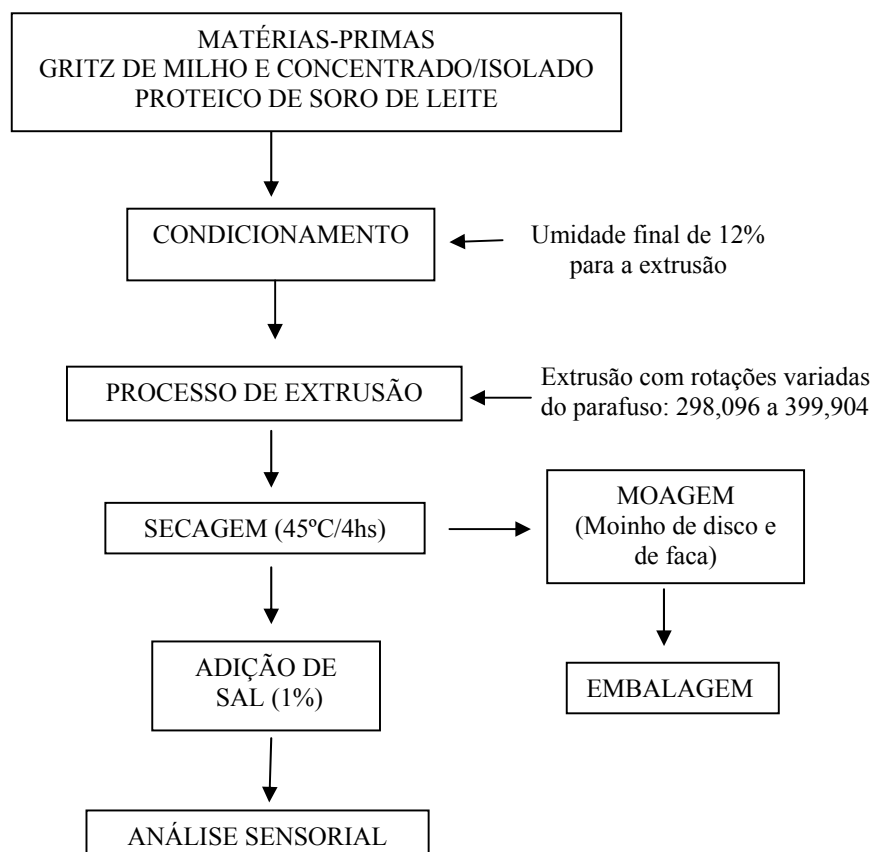 MATÉRIAS-PRIMAS
GRITZ DE MILHO E CONCENTRADO/ISOLADO
PROTEICO DE SORO DE LEITE
CONDICIONAMENTO
Umidade final de 12%
para a extrusão
PROCESSO DE EXTRUSÃO
Extrusão com rotações variadas
do parafuso: 298,096 a 399,904
SECAGEM (45ºC/4hs)
MOAGEM
(Moinho de disco e
de faca)
ADIÇÃO DE
SAL (1%)
EMBALAGEM
ANÁLISE SENSORIAL